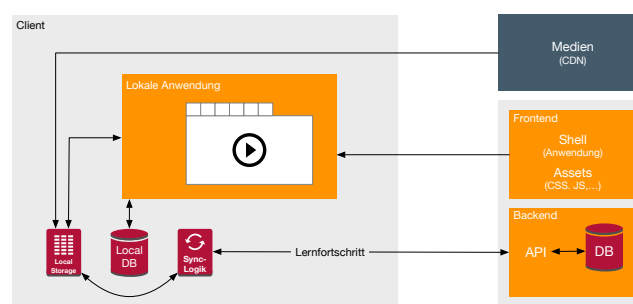 Client
Medien
(CDN)
Lokale Anwendung
Frontend
Shell
(Anwendung)
Assets
(CSS. JS,...)
Backend
API
DB
Local
Storage
Local
DB
Sync-
Logik
Lernfortschritt